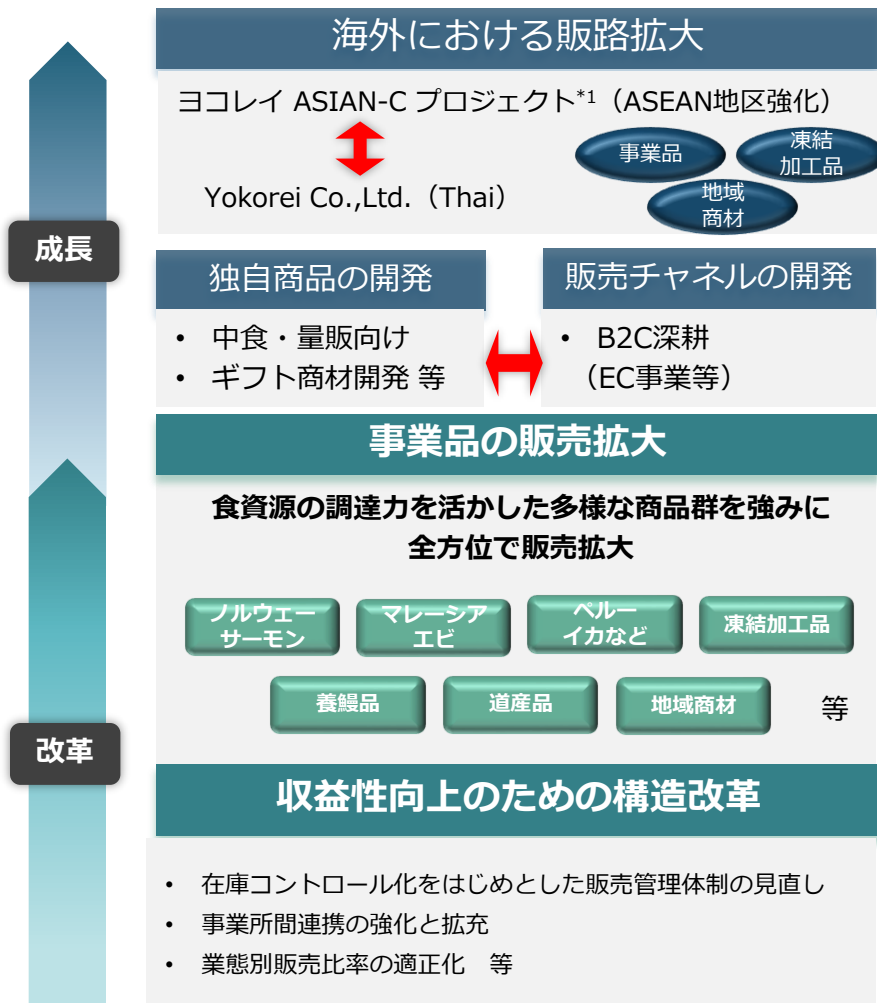 海外における販路拡大
ヨコレイ ASIAN-C プロジェクト*1（ASEAN地区強化）
事業品
凍結
加工品
地域
商材
Yokorei Co.,Ltd.（Thai）
成長
独自商品の開発
• 中食・量販向け
• ギフト商材開発 等
販売チャネルの開発
• B2C深耕
（EC事業等）
事業品の販売拡大
食資源の調達力を活かした多様な商品群を強みに
全方位で販売拡大
ノルウェー
サーモン
マレーシア
エビ
ペルー
イカなど
凍結加工品
養鰻品
道産品
地域商材
等
改革
収益性向上のための構造改革
• 在庫コントロール化をはじめとした販売管理体制の見直し
• 事業所間連携の強化と拡充
• 業態別販売比率の適正化　等